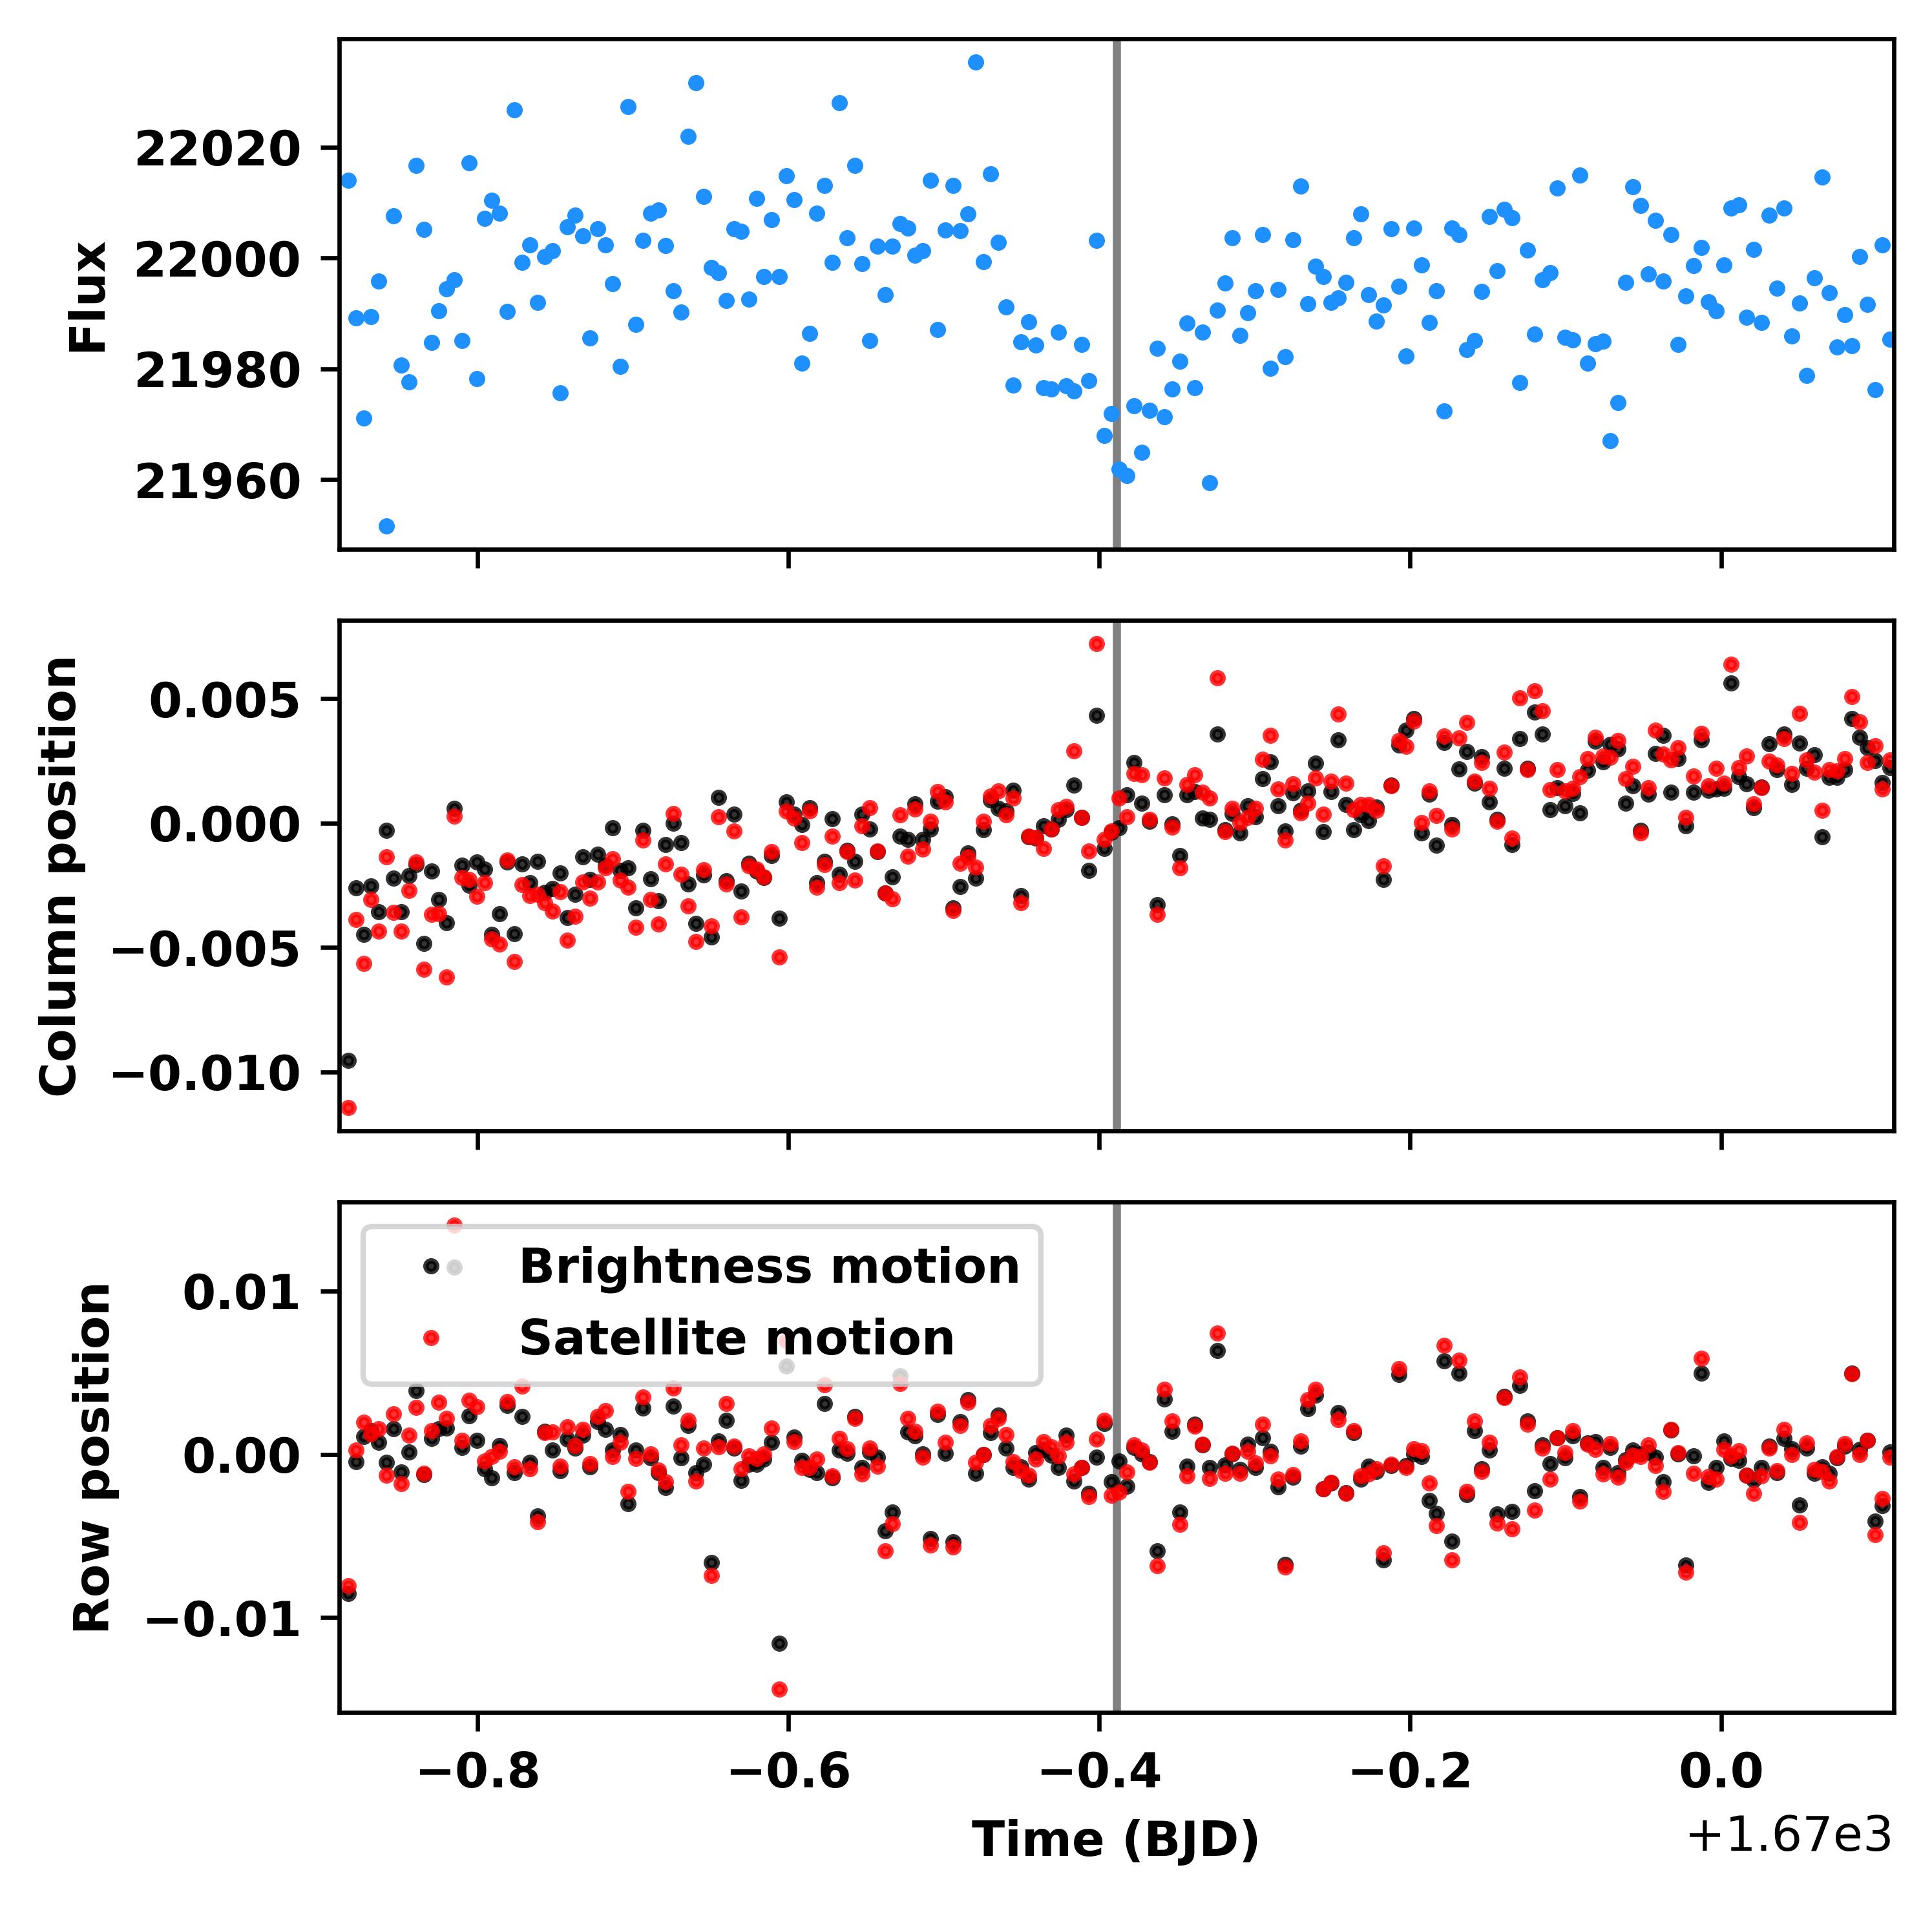 Flux
22020
22000
21980
21960
Column position
0.005
0.000
−0.005
−0.010
Row position
0.01
0.00
−0.01
Brightness motion
Satellite motion
−0.8 −0.6 −0.4 −0.2 0.0
Time (BJD)
+1.67e3